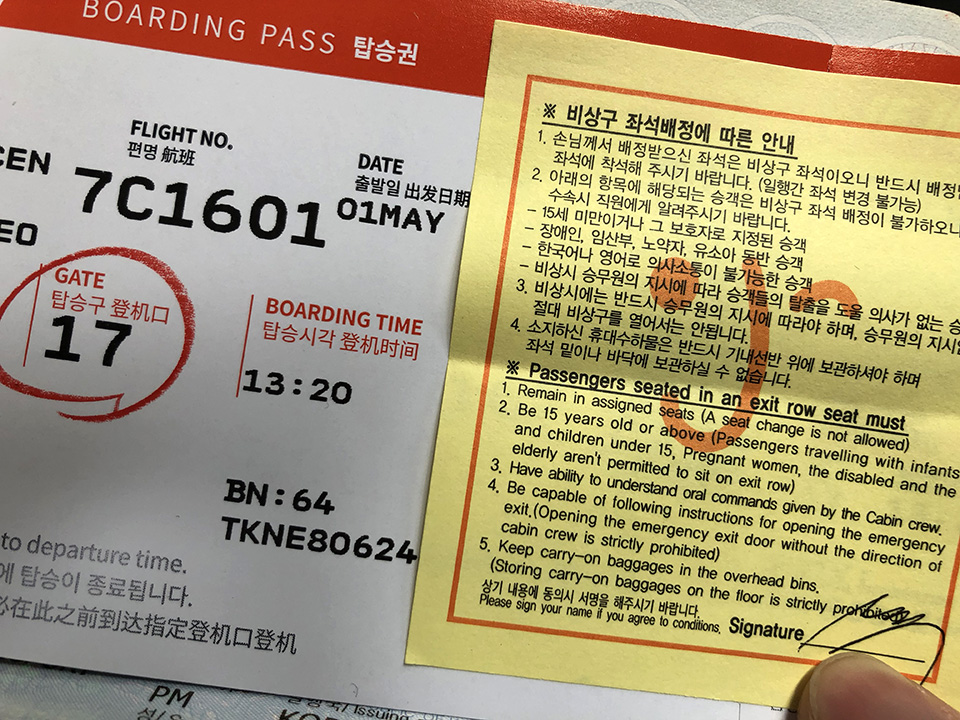 BOARDING PASS 탑승권
CEN
FLIGHT NO.
편명 航班
7C1601
DATE
출발일 出发日期
01MAY
EO
GATE
탑승구 登机口
17
BOARDING TIME
탑승시각 登机时间
13:20
BN:64
TKNE80624
to departure time.
에 탑승이 종료됩니다.
必在此之前到达指定登机口登机
PM
KOR
Issuing
※ 비상구 좌석배정에 따른 안내
1. 손님께서 배정받으신 좌석은 비상구 좌석이오니 반드시 배정
좌석에 착석해 주시기 바랍니다. (일행간 좌석 변경 불가능)
2. 아래의 항목에 해당되는 승객은 비상구 좌석 배정이 불가하오니
수속시 직원에게 알려주시기 바랍니다.
- 15세 미만이거나 그 보호자로 지정된 승객
- 장애인, 임산부, 노약자, 유소아 동반 승객
- 한국어나 영어로 의사소통이 불가능한 승객
- 비상시 승무원의 지시에 따라 승객들의 탈출을 도울 의사가 없는 승
3. 비상시에는 반드시 승무원의 지시에 따라야 하며, 승무원의 지시없
절대 비상구를 열어서는 안됩니다.
4. 소지하신 휴대수하물은 반드시 기내선반 위에 보관하셔야 하며
좌석 밑이나 바닥에 보관하실 수 없습니다.
※ Passengers seated in an exit row seat must
1. Remain in assigned seats (A seat change is not allowed)
2. Be 15 years old or above (Passengers travelling with infants
and children under 15, Pregnant women, the disabled and the
elderly aren't permitted to sit on exit row)
3. Have ability to understand oral commands given by the Cabin crew.
4. Be capable of following instructions for opening the emergency
exit.(Opening the emergency exit door without the direction of
cabin crew is strictly prohibited)
5. Keep carry-on baggages in the overhead bins.
(Storing carry-on baggages on the floor is strictly prohibited)
상기 내용에 동의시 서명을 해주시기 바랍니다.
Please sign your name if you agree to conditions. Signature